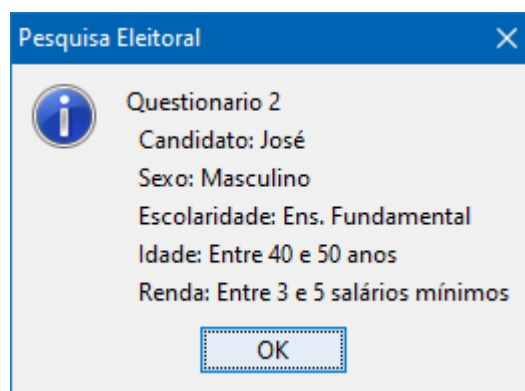 Pesquisa Eleitoral
Questionario 2
Candidato: José
Sexo: Masculino
Escolaridade: Ens. Fundamental
Idade: Entre 40 e 50 anos
Renda: Entre 3 e 5 salários mínimos
OK